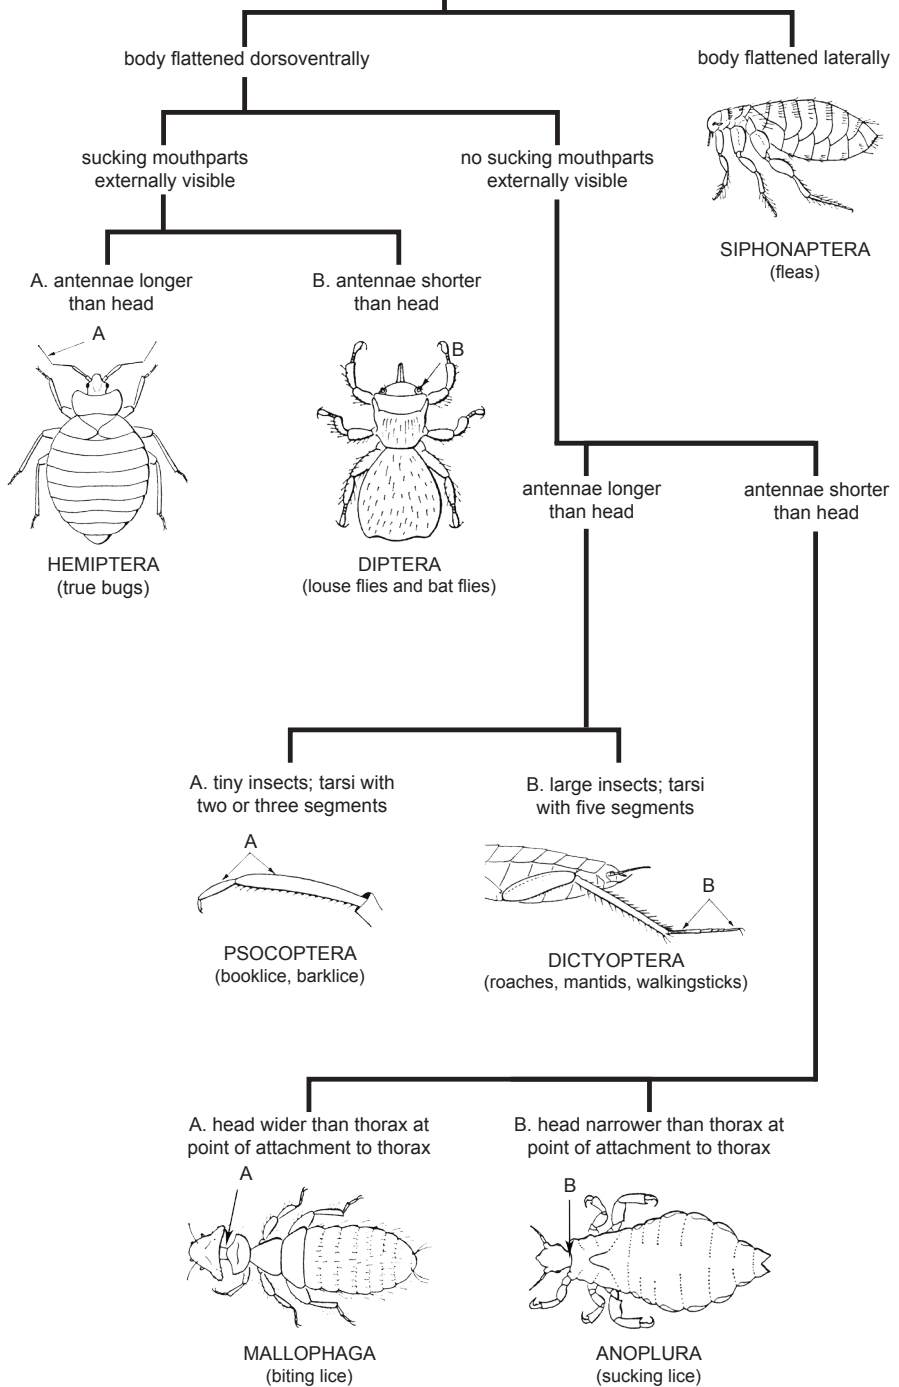 body flattened dorsoventrally
body flattened laterally
sucking mouthparts
externally visible
no sucking mouthparts
externally visible
SIPHONAPTERA
(fleas)
A. antennae longer
than head
B. antennae shorter
than head
A
B
HEMIPTERA
(true bugs)
DIPTERA
(louse flies and bat flies)
antennae longer
than head
antennae shorter
than head
A. tiny insects; tarsi with
two or three segments
B. large insects; tarsi
with five segments
A
B
PSOCOPTERA
(booklice, barklice)
DICTYOPTERA
(roaches, mantids, walkingsticks)
A. head wider than thorax at
point of attachment to thorax
B. head narrower than thorax at
point of attachment to thorax
A
B
MALLOPHAGA
(biting lice)
ANOPLURA
(sucking lice)